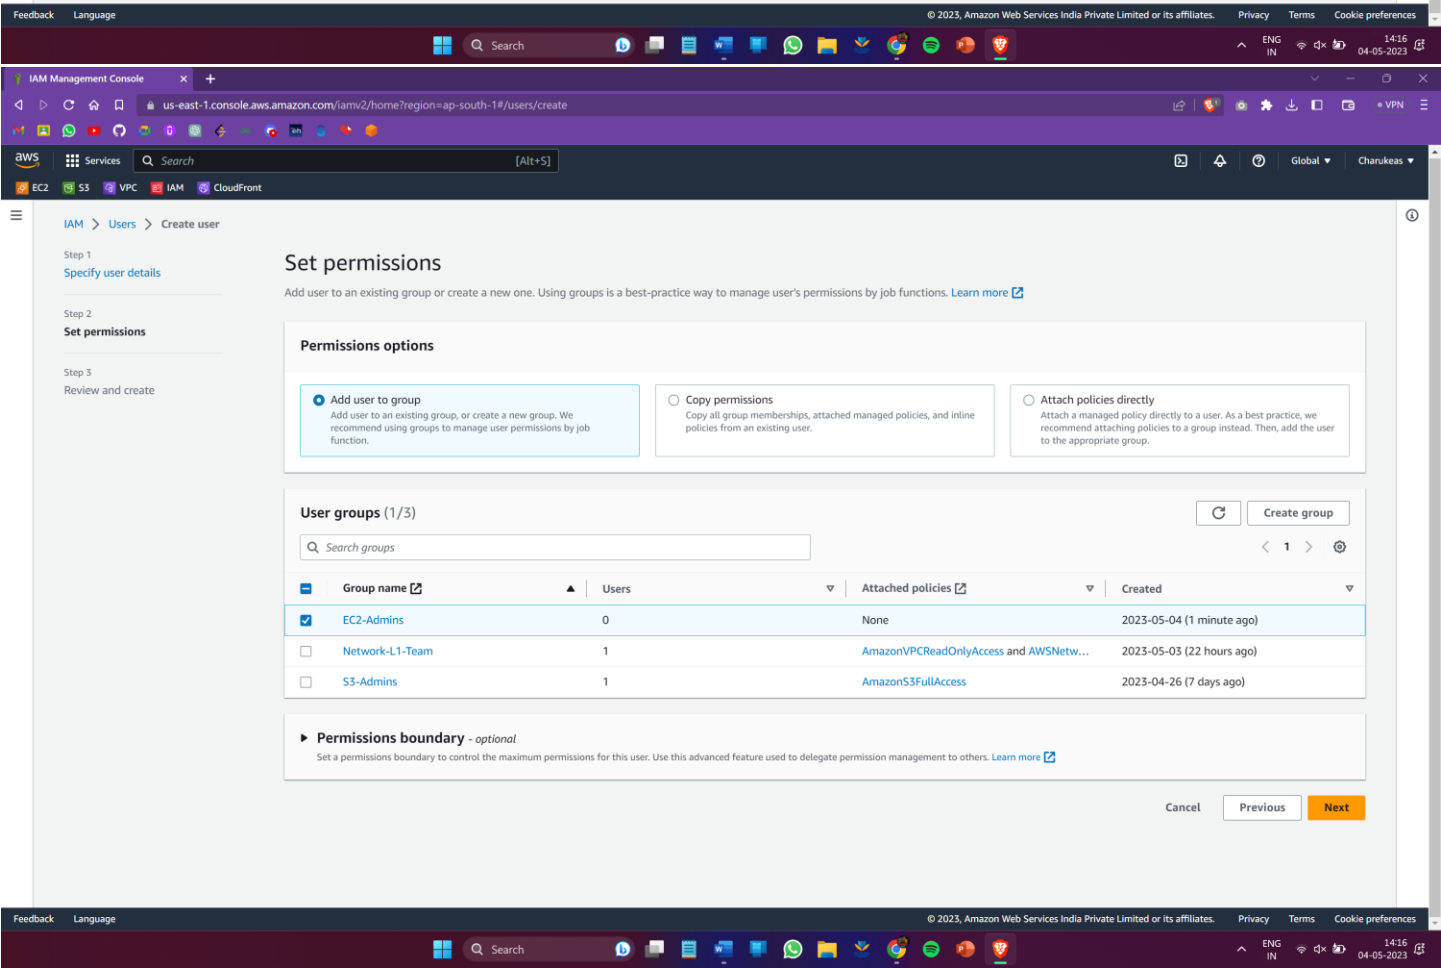 Feedback Language © 2023, Amazon Web Services India Private Limited or its affiliates. Privacy Terms Cookie preferences
Search ENG IN 14:16 04-05-2023
IAM Management Console
us-east-1.console.aws.amazon.com/iamv2/home?region=ap-south-1#/users/create VPN
aws Services Search [Alt+S] Global Charukeas
EC2 S3 VPC IAM CloudFront
IAM > Users > Create user
Step 1
Specify user details
Step 2
Set permissions
Step 3
Review and create
Set permissions
Add user to an existing group or create a new one. Using groups is a best-practice way to manage user's permissions by job functions. Learn more
Permissions options
Add user to group
Add user to an existing group, or create a new group. We
recommend using groups to manage user permissions by job
function.
Copy permissions
Copy all group memberships, attached managed policies, and inline
policies from an existing user.
Attach policies directly
Attach a managed policy directly to a user. As a best practice, we
recommend attaching policies to a group instead. Then, add the user
to the appropriate group.
User groups (1/3) Create group
Search groups < 1 >
Group name Users Attached policies Created
EC2-Admins 0 None 2023-05-04 (1 minute ago)
Network-L1-Team 1 AmazonVPCReadOnlyAccess and AWSNetw... 2023-05-03 (22 hours ago)
S3-Admins 1 AmazonS3FullAccess 2023-04-26 (7 days ago)
Permissions boundary - optional
Set a permissions boundary to control the maximum permissions for this user. Use this advanced feature used to delegate permission management to others. Learn more
Cancel Previous Next
Feedback Language © 2023, Amazon Web Services India Private Limited or its affiliates. Privacy Terms Cookie preferences
Search ENG IN 14:16 04-05-2023